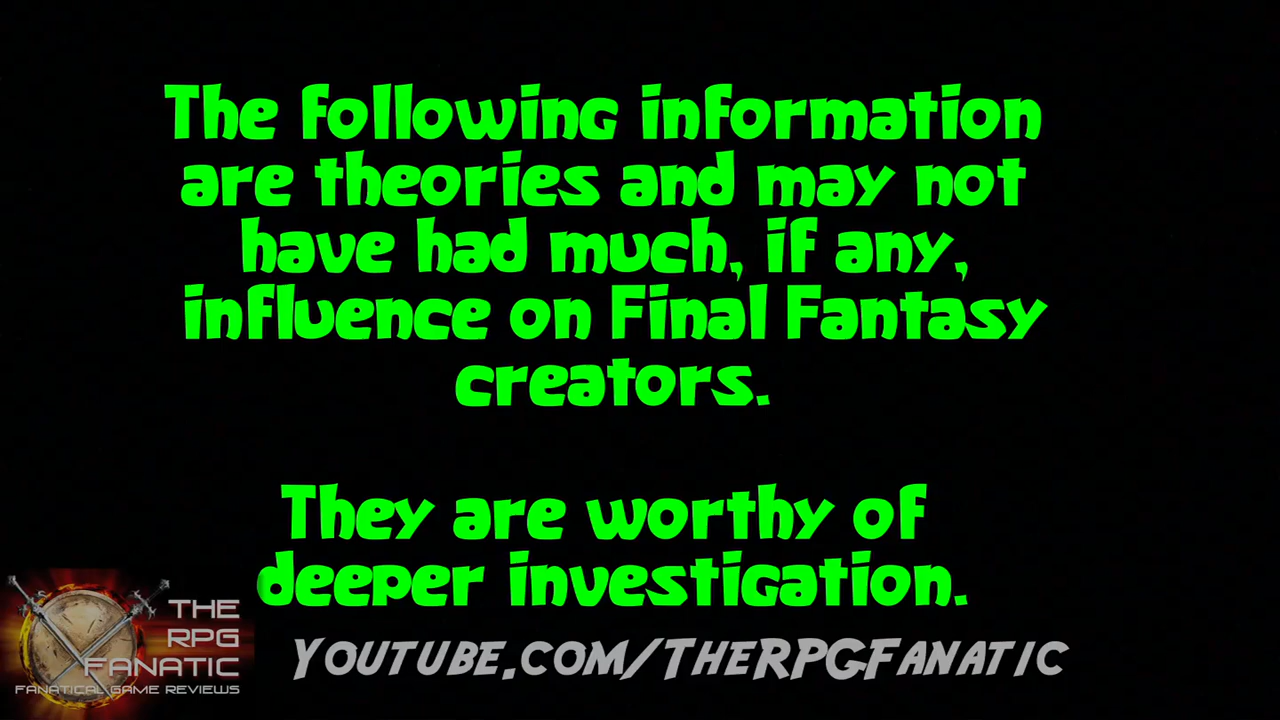 The following information
are theories and may not
have had much, if any,
influence on Final Fantasy
creators.
They are worthy of
deeper investigation.
THE
RPG
FANATIC
FANATICAL GAME REVIEWS
YOUTUBE.COM/THERPGFANATIC